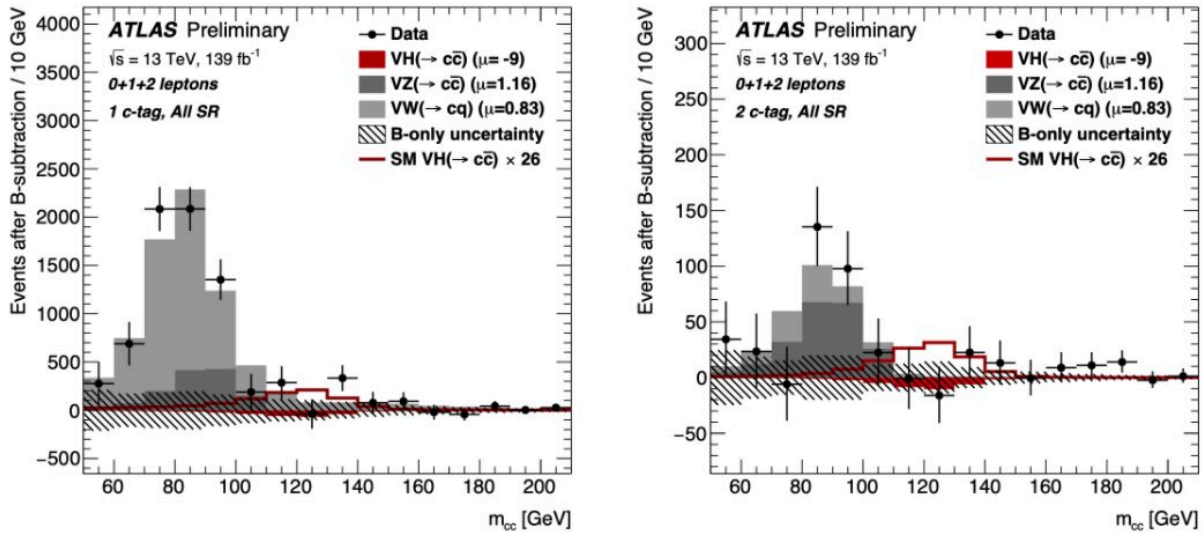 ATLAS Preliminary
√s = 13 TeV, 139 fb⁻¹
0+1+2 leptons
1 c-tag, All SR
Data
VH(→ cc̅) (μ= -9)
VZ(→ cc̅) (μ=1.16)
VW(→ cq) (μ=0.83)
B-only uncertainty
SM VH(→ cc̅) × 26
Events after B-subtraction / 10 GeV
4000
3500
3000
2500
2000
1500
1000
500
0
−500
60 80 100 120 140 160 180 200
m_cc [GeV]
ATLAS Preliminary
√s = 13 TeV, 139 fb⁻¹
0+1+2 leptons
2 c-tag, All SR
Data
VH(→ cc̅) (μ= -9)
VZ(→ cc̅) (μ=1.16)
VW(→ cq) (μ=0.83)
B-only uncertainty
SM VH(→ cc̅) × 26
Events after B-subtraction / 10 GeV
300
250
200
150
100
50
0
−50
60 80 100 120 140 160 180 200
m_cc [GeV]